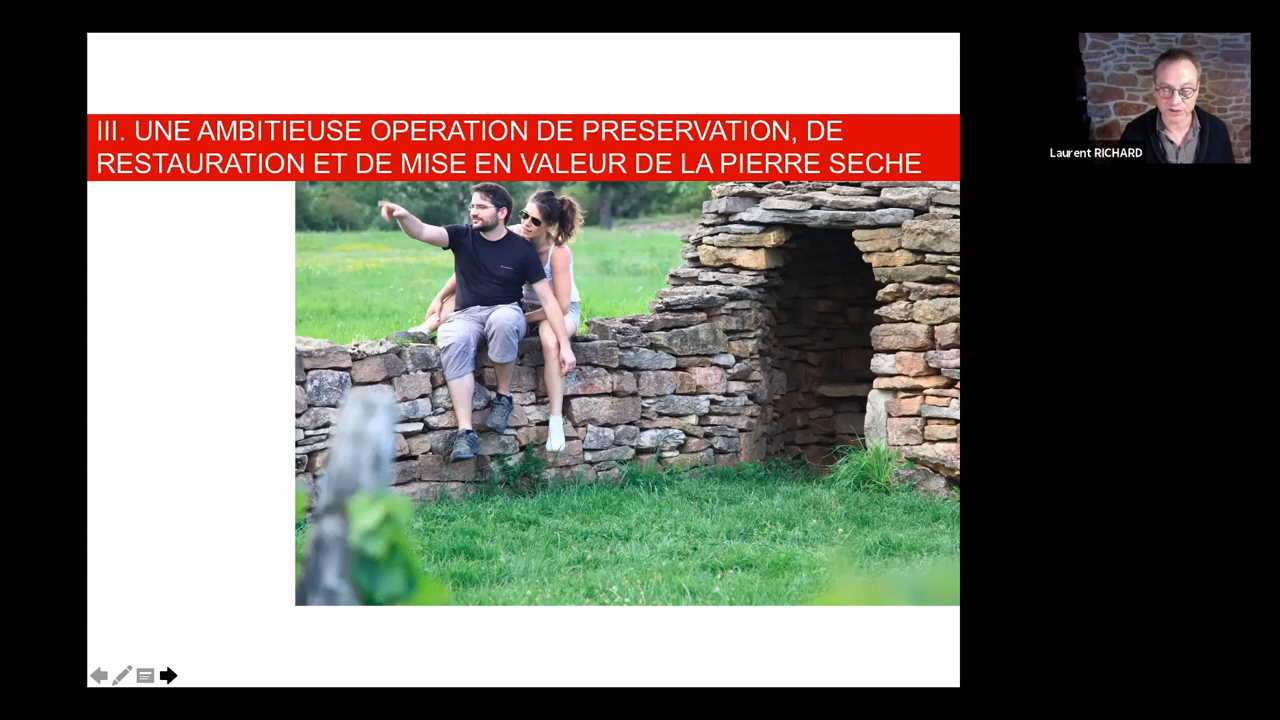 III. UNE AMBITIEUSE OPERATION DE PRESERVATION, DE
RESTAURATION ET DE MISE EN VALEUR DE LA PIERRE SECHE
Laurent RICHARD